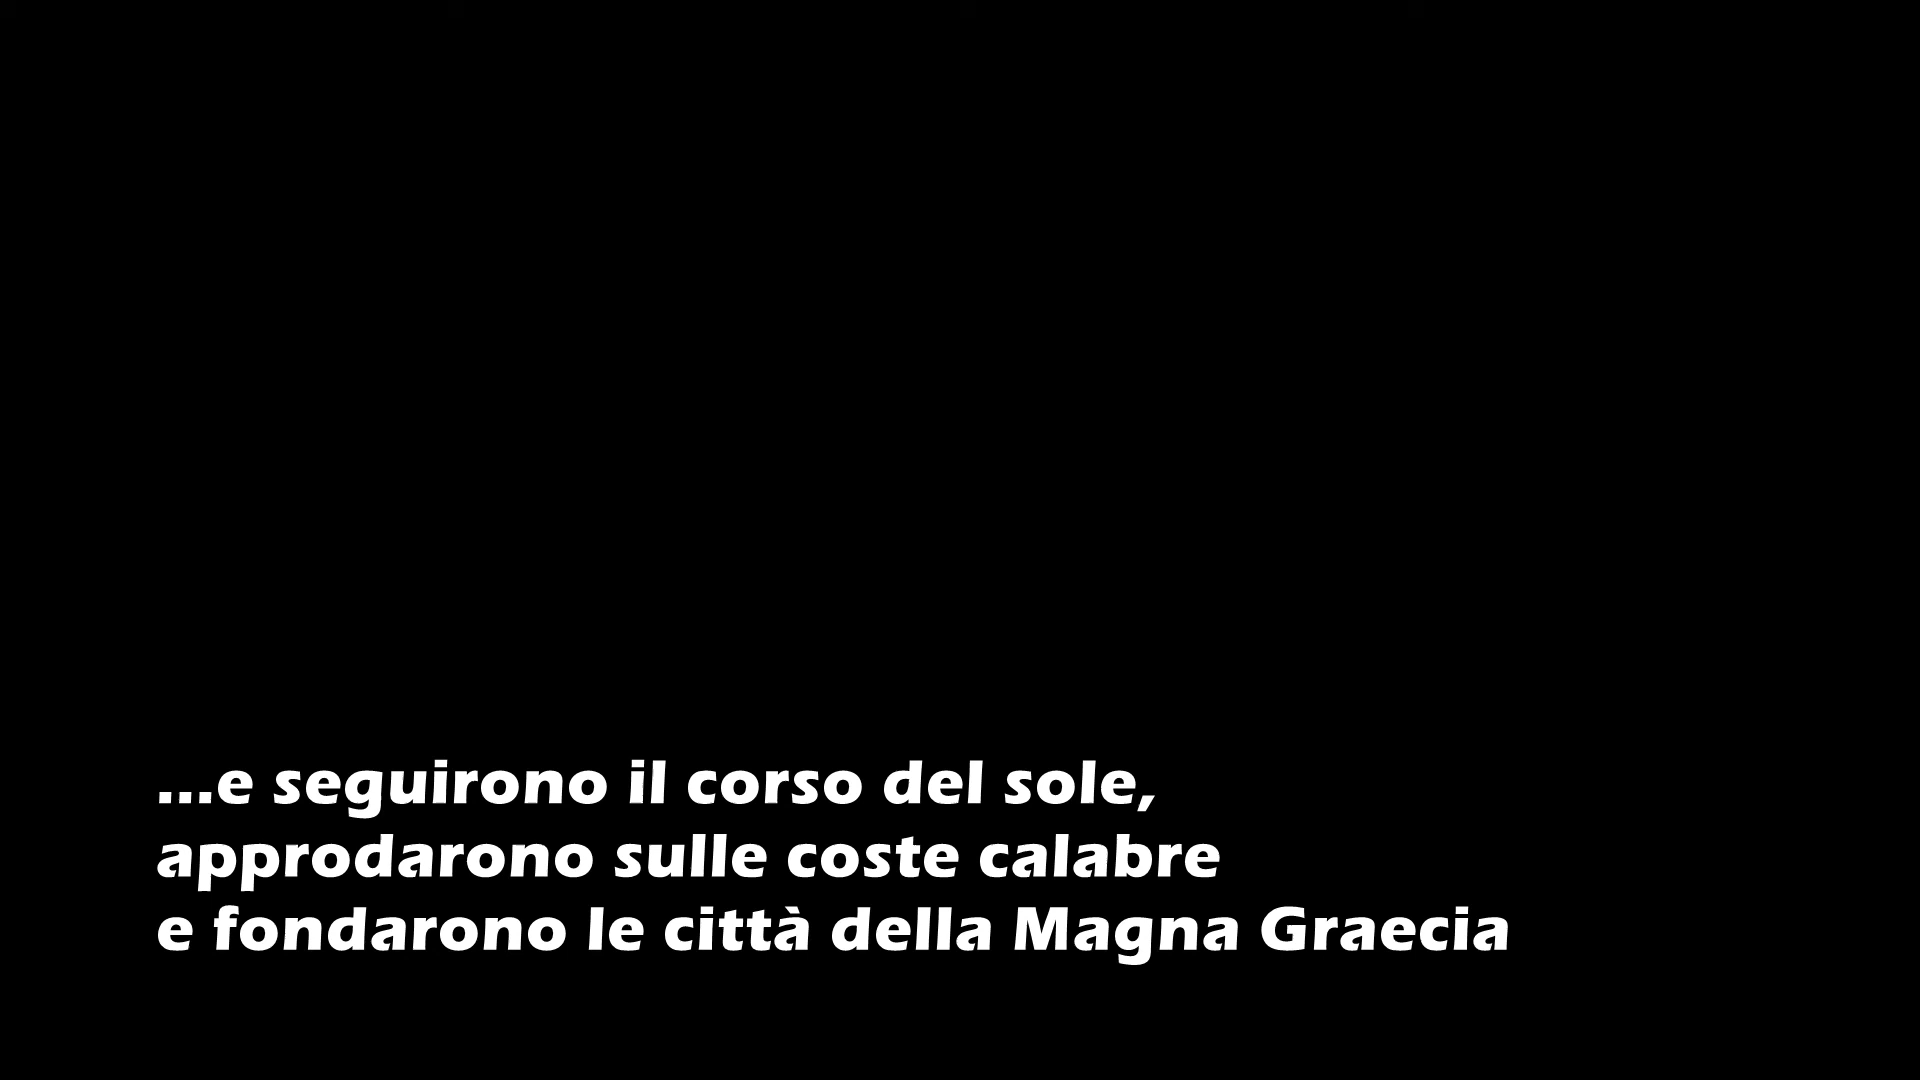 ...e seguirono il corso del sole,
approdarono sulle coste calabre
e fondarono le città della Magna Graecia